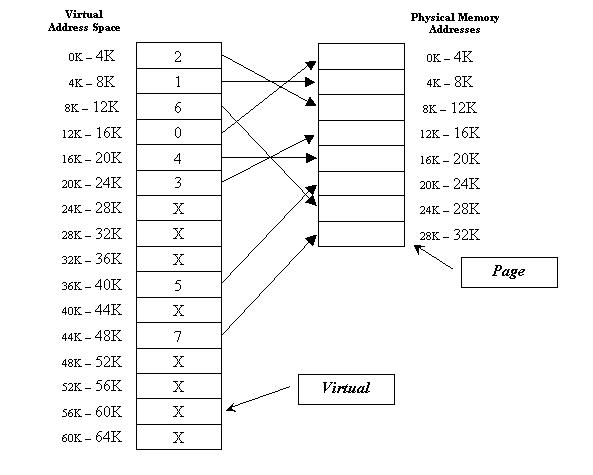 Virtual
Address Space
Physical Memory
Addresses
0K – 4K 2 0K – 4K
4K – 8K 1 4K – 8K
8K – 12K 6 8K – 12K
12K – 16K 0 12K – 16K
16K – 20K 4 16K – 20K
20K – 24K 3 20K – 24K
24K – 28K X 24K – 28K
28K – 32K X 28K – 32K
32K – 36K X
36K – 40K 5
Page
40K – 44K X
44K – 48K 7
48K – 52K X
52K – 56K X
Virtual
56K – 60K X
60K – 64K X